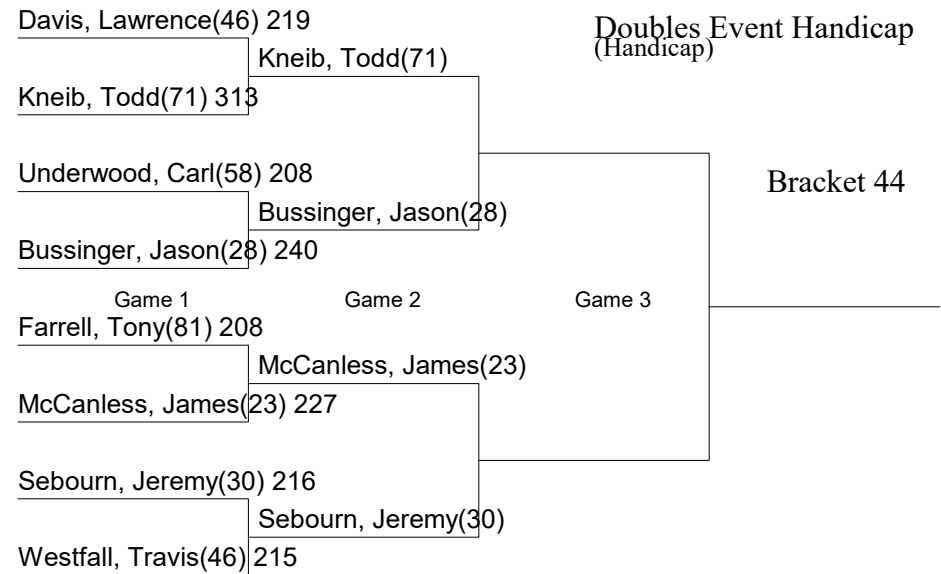 Davis, Lawrence(46) 219
Doubles Event Handicap
(Handicap)
Kneib, Todd(71)
Kneib, Todd(71) 313
Underwood, Carl(58) 208
Bracket 44
Bussinger, Jason(28)
Bussinger, Jason(28) 240
Game 1 Game 2 Game 3
Farrell, Tony(81) 208
McCanless, James(23)
McCanless, James(23) 227
Sebourn, Jeremy(30) 216
Sebourn, Jeremy(30)
Westfall, Travis(46) 215